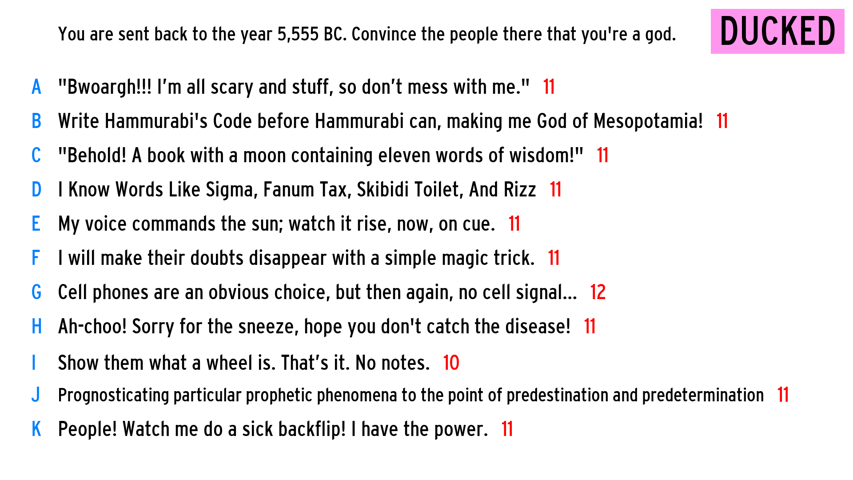 You are sent back to the year 5,555 BC. Convince the people there that you're a god. DUCKED
A "Bwoargh!!! I’m all scary and stuff, so don’t mess with me." 11
B Write Hammurabi's Code before Hammurabi can, making me God of Mesopotamia! 11
C "Behold! A book with a moon containing eleven words of wisdom!" 11
D I Know Words Like Sigma, Fanum Tax, Skibidi Toilet, And Rizz 11
E My voice commands the sun; watch it rise, now, on cue. 11
F I will make their doubts disappear with a simple magic trick. 11
G Cell phones are an obvious choice, but then again, no cell signal... 12
H Ah-choo! Sorry for the sneeze, hope you don't catch the disease! 11
I Show them what a wheel is. That’s it. No notes. 10
J Prognosticating particular prophetic phenomena to the point of predestination and predetermination 11
K People! Watch me do a sick backflip! I have the power. 11